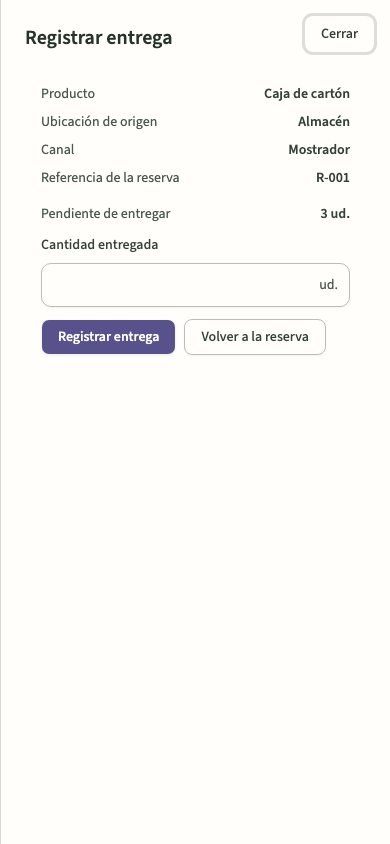 Registrar entrega
Cerrar
Producto Caja de cartón
Ubicación de origen Almacén
Canal Mostrador
Referencia de la reserva R-001
Pendiente de entregar 3 ud.
Cantidad entregada
ud.
Registrar entrega Volver a la reserva